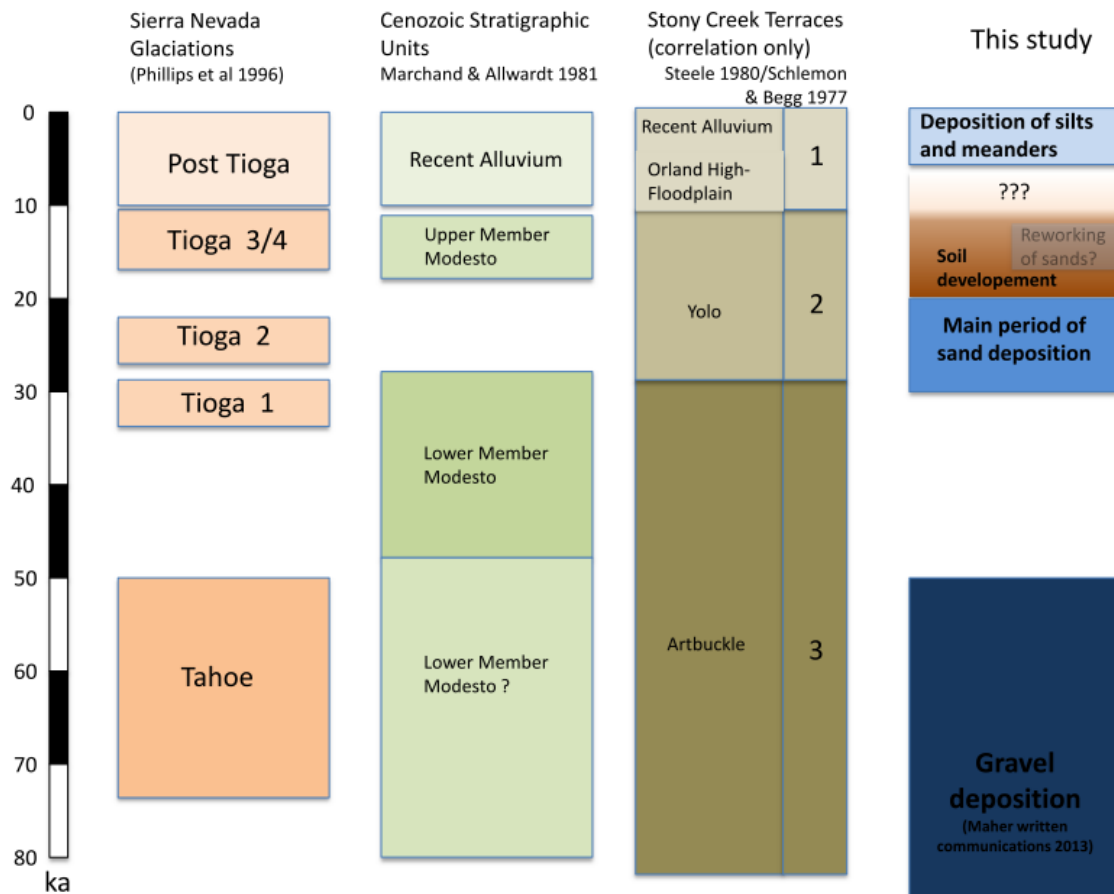 Sierra Nevada
Glaciations
(Phillips et al 1996)
Cenozoic Stratigraphic
Units
Marchand & Allwardt 1981
Stony Creek Terraces
(correlation only)
Steele 1980/Schlemon
& Begg 1977
This study
0
10
20
30
40
50
60
70
80
ka
Post Tioga
Tioga 3/4
Tioga 2
Tioga 1
Tahoe
Recent Alluvium
Upper Member
Modesto
Lower Member
Modesto
Lower Member
Modesto ?
Recent Alluvium
Orland High-
Floodplain
1
Yolo
2
Artbuckle
3
Deposition of silts
and meanders
???
Reworking
of sands?
Soil
developement
Main period of
sand deposition
Gravel
deposition
(Maher written
communications 2013)